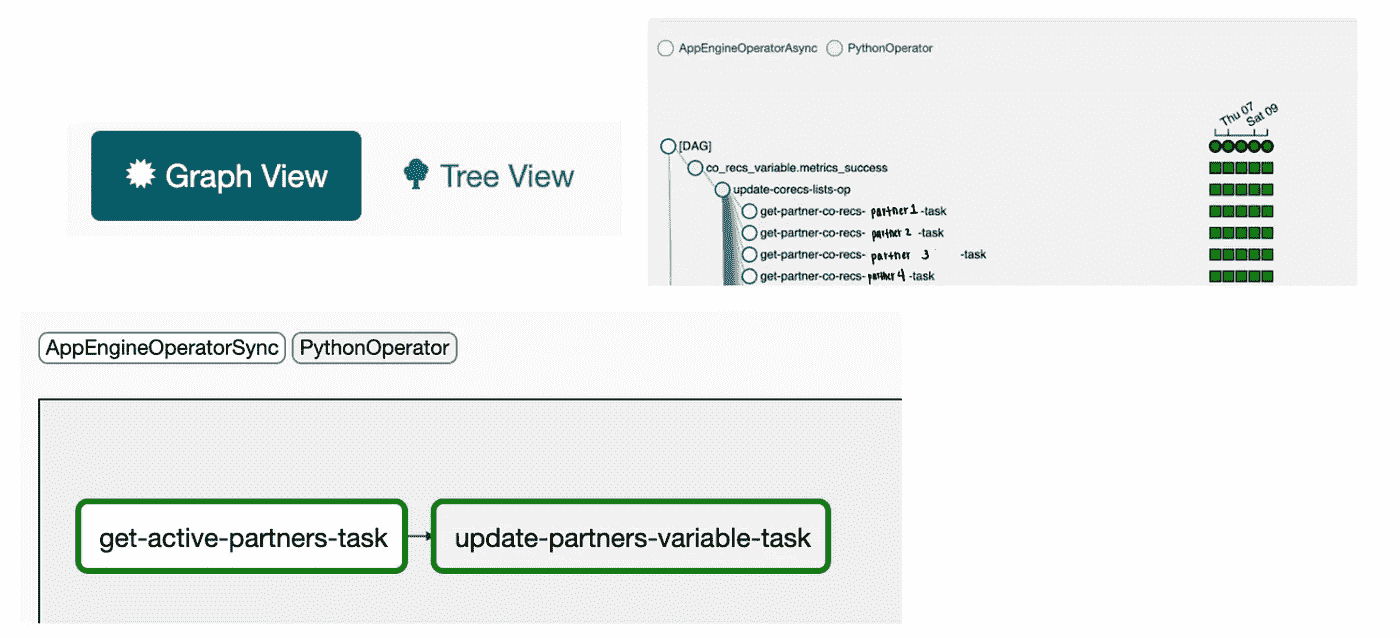 Graph View Tree View
AppEngineOperatorAsync PythonOperator
Thu 07
Sat 09
[DAG]
co_recs_variable.metrics_success
update-corecs-lists-op
get-partner-co-recs- partner 1 -task
get-partner-co-recs- partner 2 -task
get-partner-co-recs- partner 3 -task
get-partner-co-recs- partner 4 -task
AppEngineOperatorSync PythonOperator
get-active-partners-task update-partners-variable-task